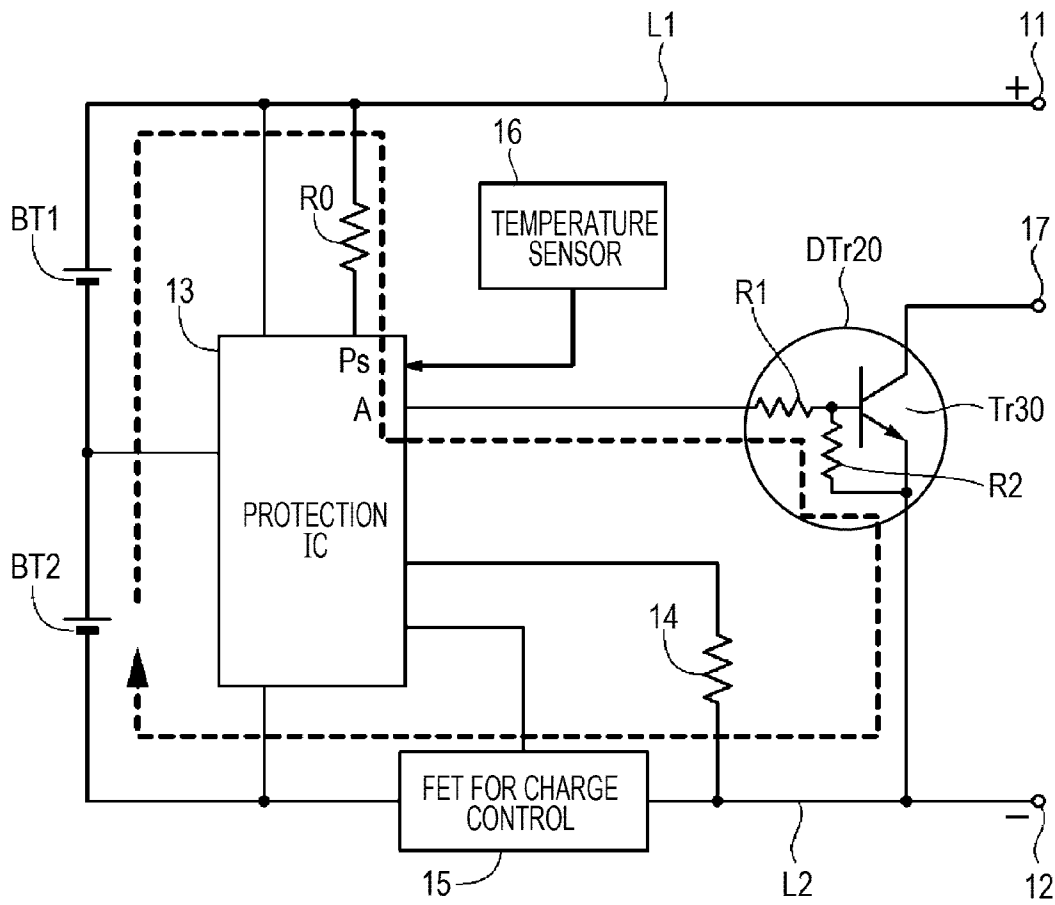 L1
11
+
16
R0
TEMPERATURE
SENSOR
BT1
DTr20
17
13
R1
Ps
A
Tr30
R2
PROTECTION
IC
BT2
14
FET FOR CHARGE
CONTROL
−
15
L2
12